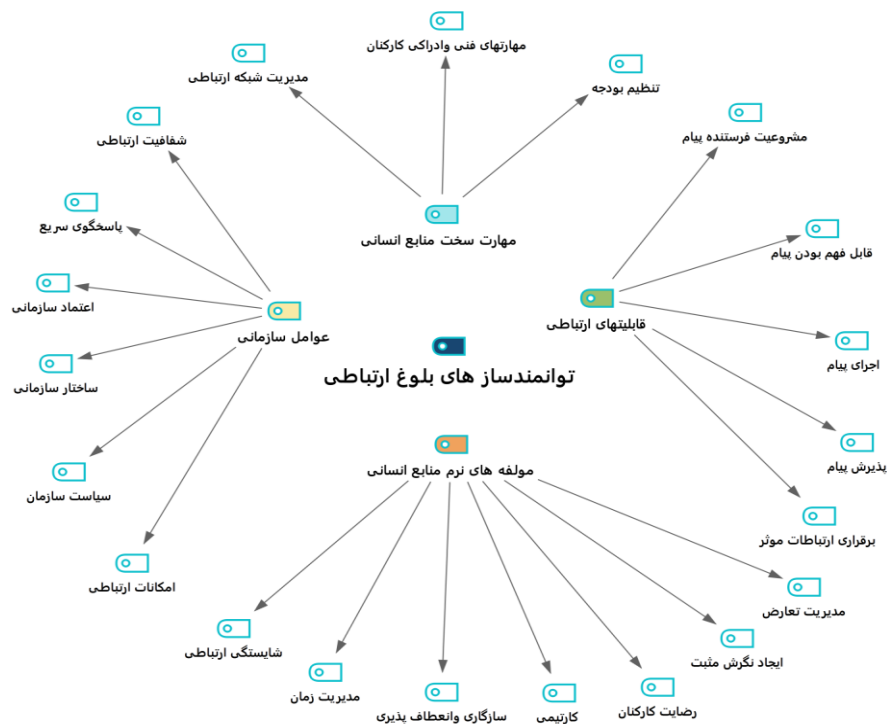 مهارتهای فنی وادراکی کارکنان
مدیریت شبکه ارتباطی
تنظیم بودجه
مشروعیت فرستنده پیام
شفافیت ارتباطی
پاسخگوی سریع
مهارت سخت منابع انسانی
قابل فهم بودن پیام
اعتماد سازمانی
قابلیتهای ارتباطی
عوامل سازمانی
اجرای پیام
توانمندساز های بلوغ ارتباطی
ساختار سازمانی
پذیرش پیام
مولفه های نرم منابع انسانی
سیاست سازمان
برقراری ارتباطات موثر
امکانات ارتباطی
مدیریت تعارض
شایستگی ارتباطی
ایجاد نگرش مثبت
مدیریت زمان
رضایت کارکنان
کارتیمی
سازگاری وانعطاف پذیری